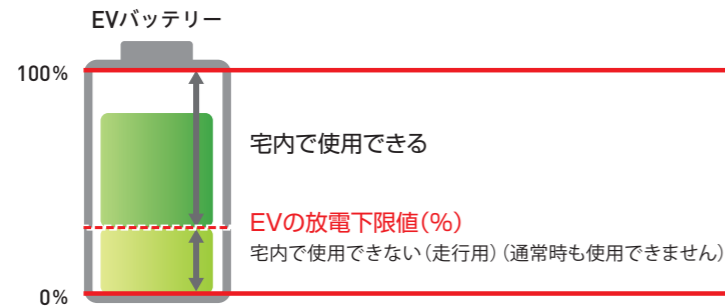 EVバッテリー
100%
宅内で使用できる
EVの放電下限値(%)
宅内で使用できない(走行用)(通常時も使用できません)
0%